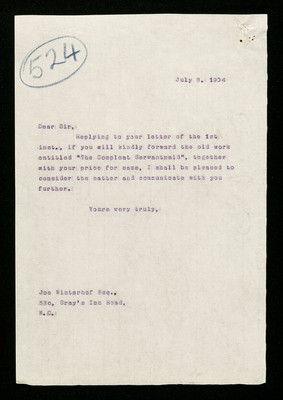 524
July 2. 1904
Dear Sir,
Replying to your letter of the 1st
inst., if you will kindly forward the old work
entitled "The Compleat Servantmaid", together
with your price for same, I shall be pleased to
consider the matter and communicate with you
further.
Yours very truly,
Joe Winterhof Esq.,
Gray's Inn Road,
W.C.